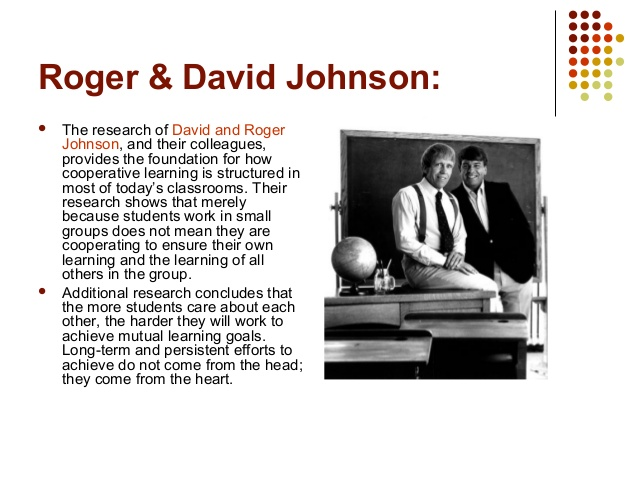 Roger & David Johnson:
The research of David and Roger
Johnson, and their colleagues,
provides the foundation for how
cooperative learning is structured in
most of today’s classrooms. Their
research shows that merely
because students work in small
groups does not mean they are
cooperating to ensure their own
learning and the learning of all
others in the group.
Additional research concludes that
the more students care about each
other, the harder they will work to
achieve mutual learning goals.
Long-term and persistent efforts to
achieve do not come from the head;
they come from the heart.